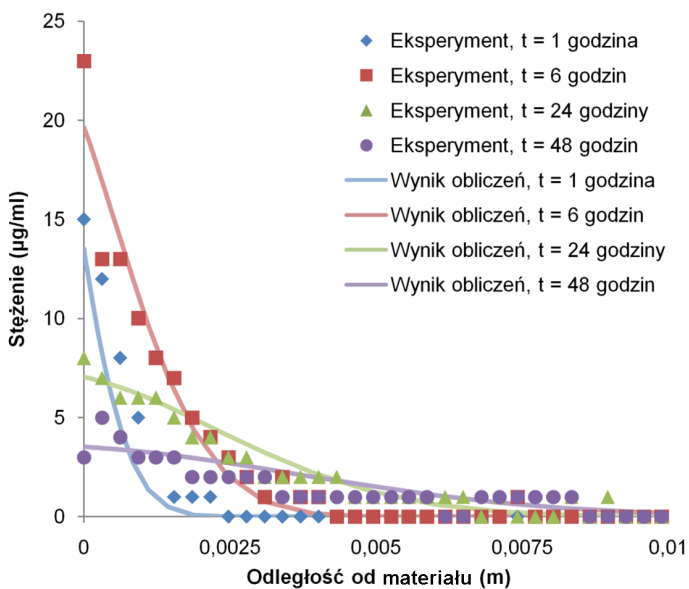 25
20
15
10
5
0
Stężenie (µg/ml)
Eksperyment, t = 1 godzina
Eksperyment, t = 6 godzin
Eksperyment, t = 24 godziny
Eksperyment, t = 48 godzin
Wynik obliczeń, t = 1 godzina
Wynik obliczeń, t = 6 godzin
Wynik obliczeń, t = 24 godziny
Wynik obliczeń, t = 48 godzin
0 0,0025 0,005 0,0075 0,01
Odległość od materiału (m)